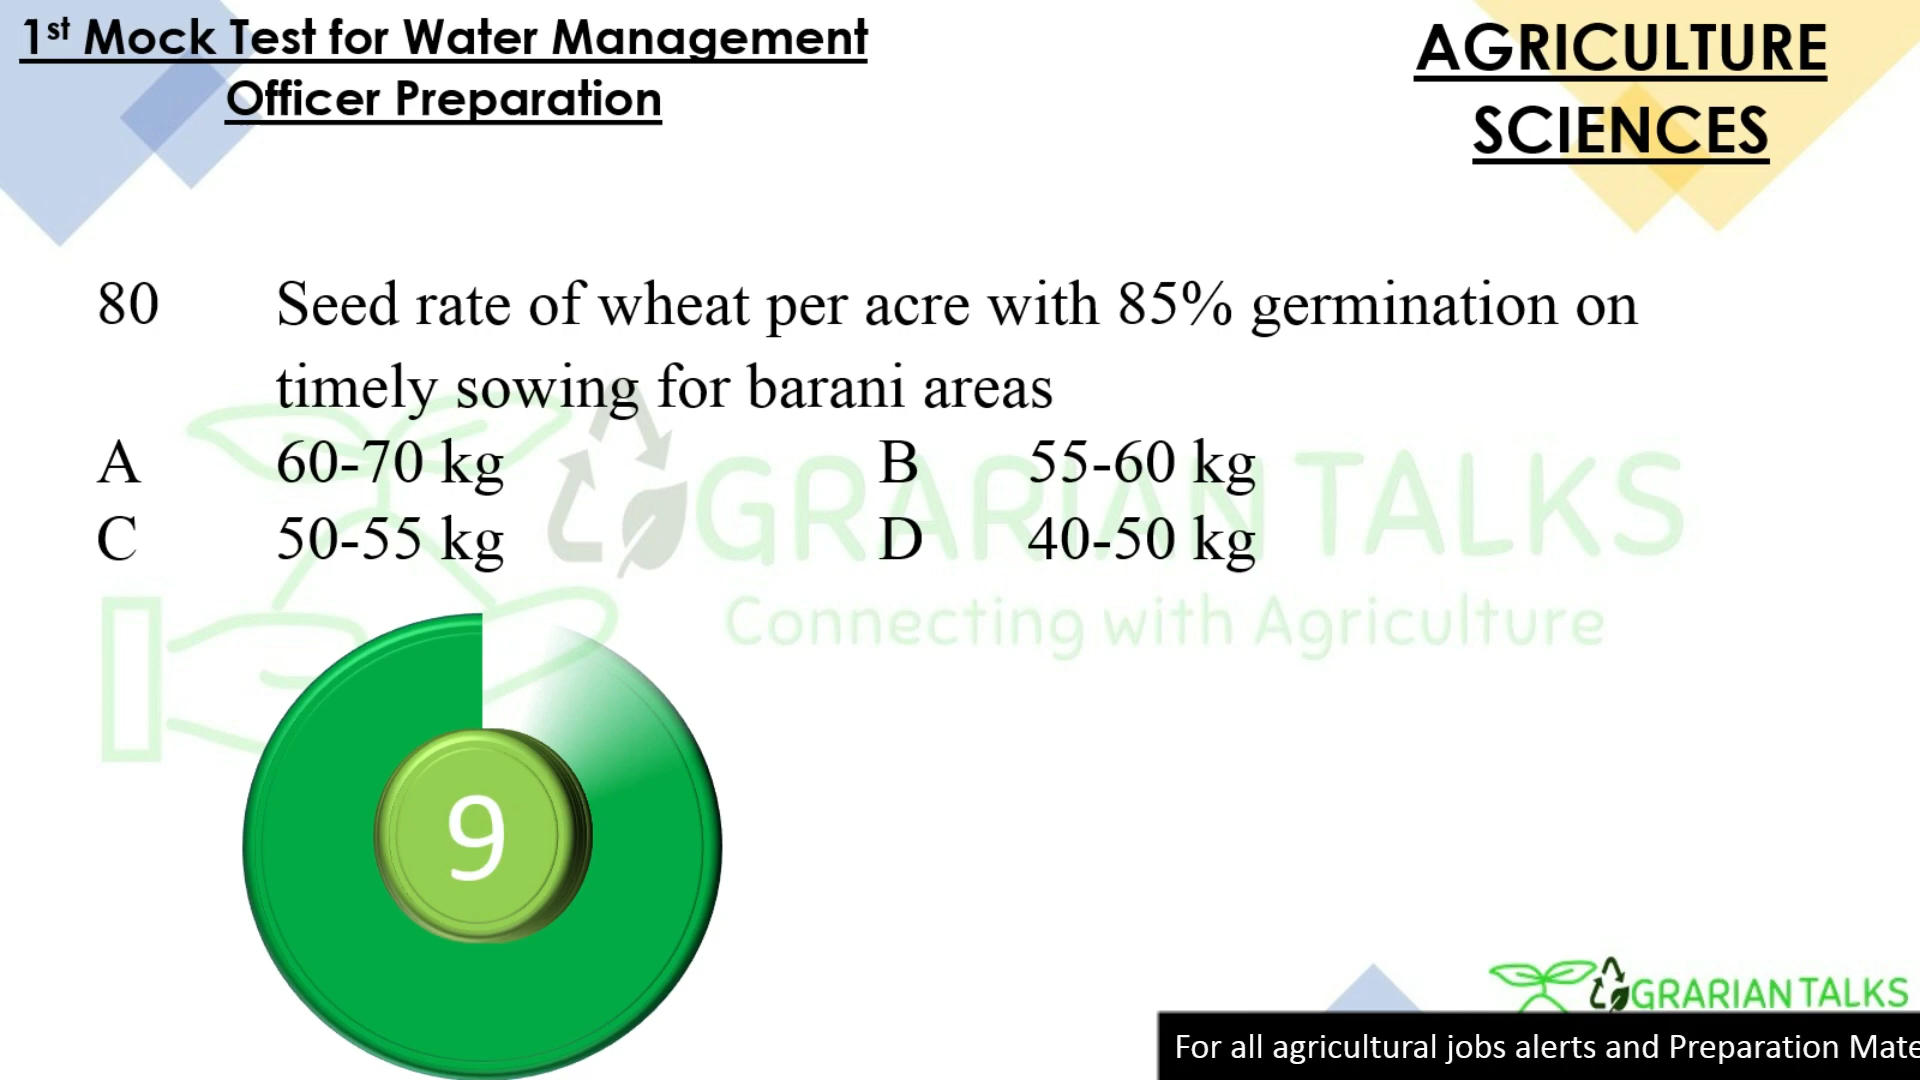 1st Mock Test for Water Management
Officer Preparation
AGRICULTURE
SCIENCES
80 Seed rate of wheat per acre with 85% germination on
timely sowing for barani areas
A 60-70 kg B 55-60 kg
C 50-55 kg D 40-50 kg
GRARIAN TALKS
Connecting with Agriculture
9
GRARIAN TALKS
For all agricultural jobs alerts and Preparation Mate